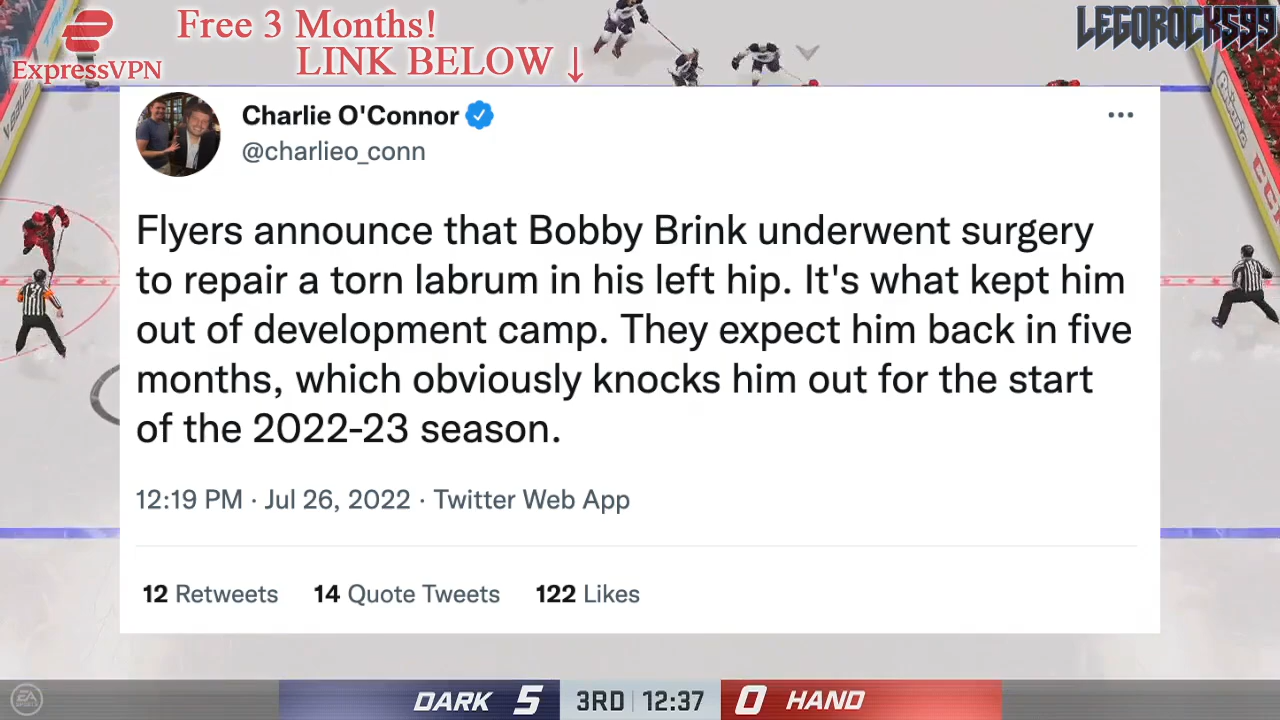 Free 3 Months!
LINK BELOW ↓
ExpressVPN
LEGOROCKS99
Charlie O'Connor
@charlieo_conn
Flyers announce that Bobby Brink underwent surgery
to repair a torn labrum in his left hip. It's what kept him
out of development camp. They expect him back in five
months, which obviously knocks him out for the start
of the 2022-23 season.
12:19 PM · Jul 26, 2022 · Twitter Web App
12 Retweets 14 Quote Tweets 122 Likes
EA
SPORTS
DARK 5 3RD 12:37 0 HAND